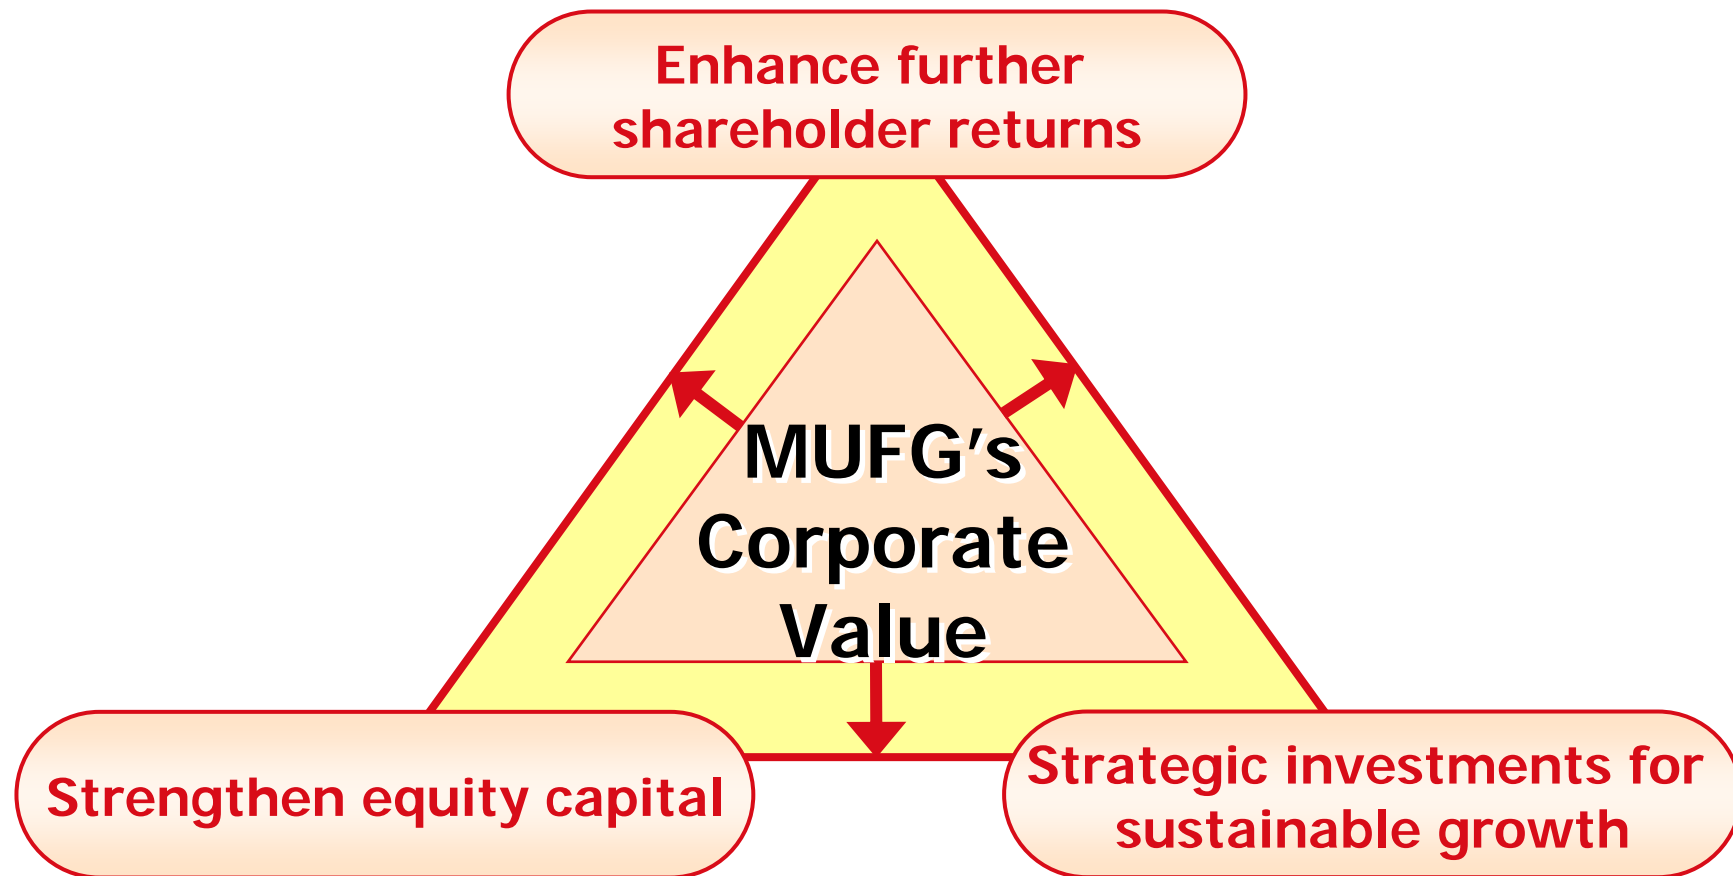 Enhance further
shareholder returns
MUFG's
Corporate
Value
Strengthen equity capital
Strategic investments for
sustainable growth